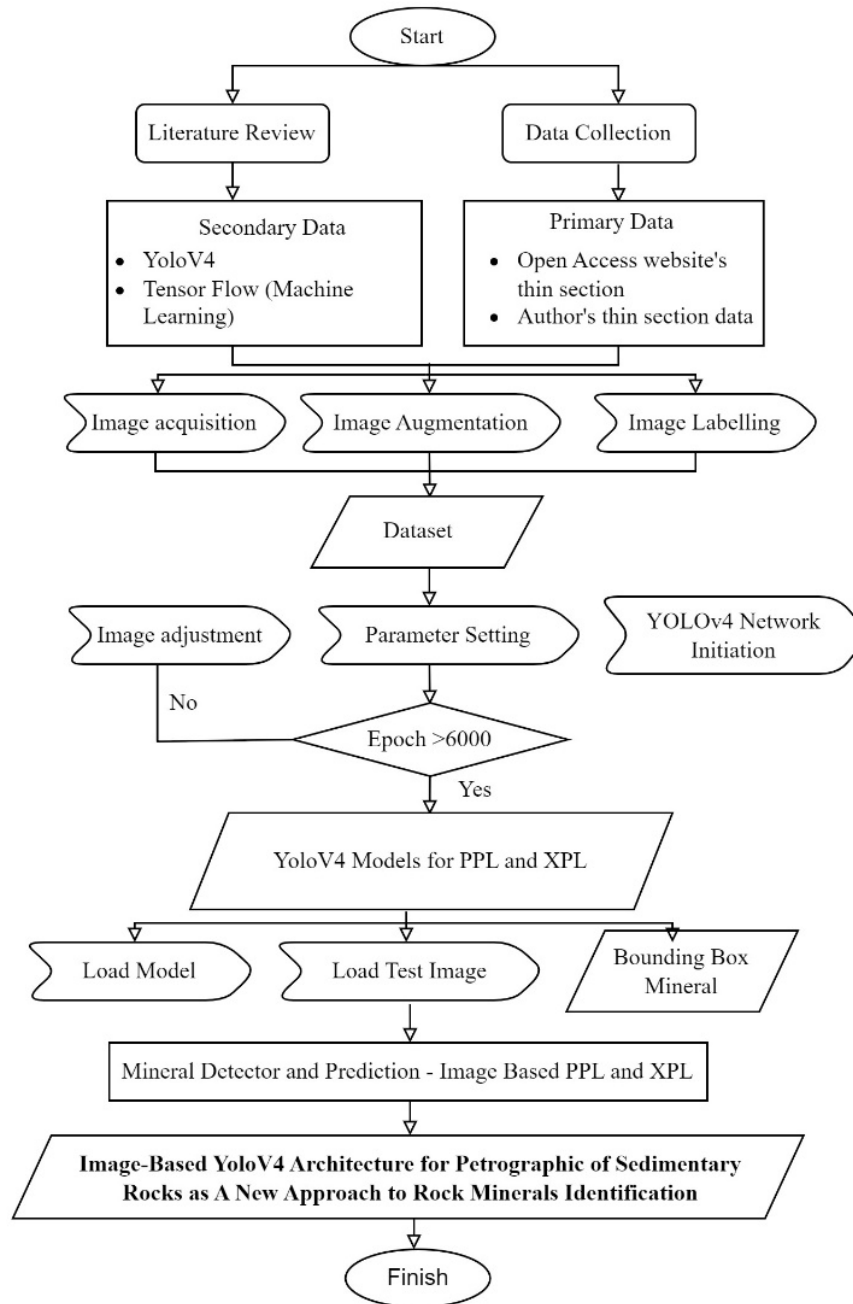 Start
Literature Review
Data Collection
Secondary Data
• YoloV4
• Tensor Flow (Machine
Learning)
Primary Data
• Open Access website's
thin section
• Author's thin section data
Image acquisition
Image Augmentation
Image Labelling
Dataset
Image adjustment
Parameter Setting
YOLOv4 Network
Initiation
No
Epoch >6000
Yes
YoloV4 Models for PPL and XPL
Load Model
Load Test Image
Bounding Box
Mineral
Mineral Detector and Prediction - Image Based PPL and XPL
Image-Based YoloV4 Architecture for Petrographic of Sedimentary
Rocks as A New Approach to Rock Minerals Identification
Finish